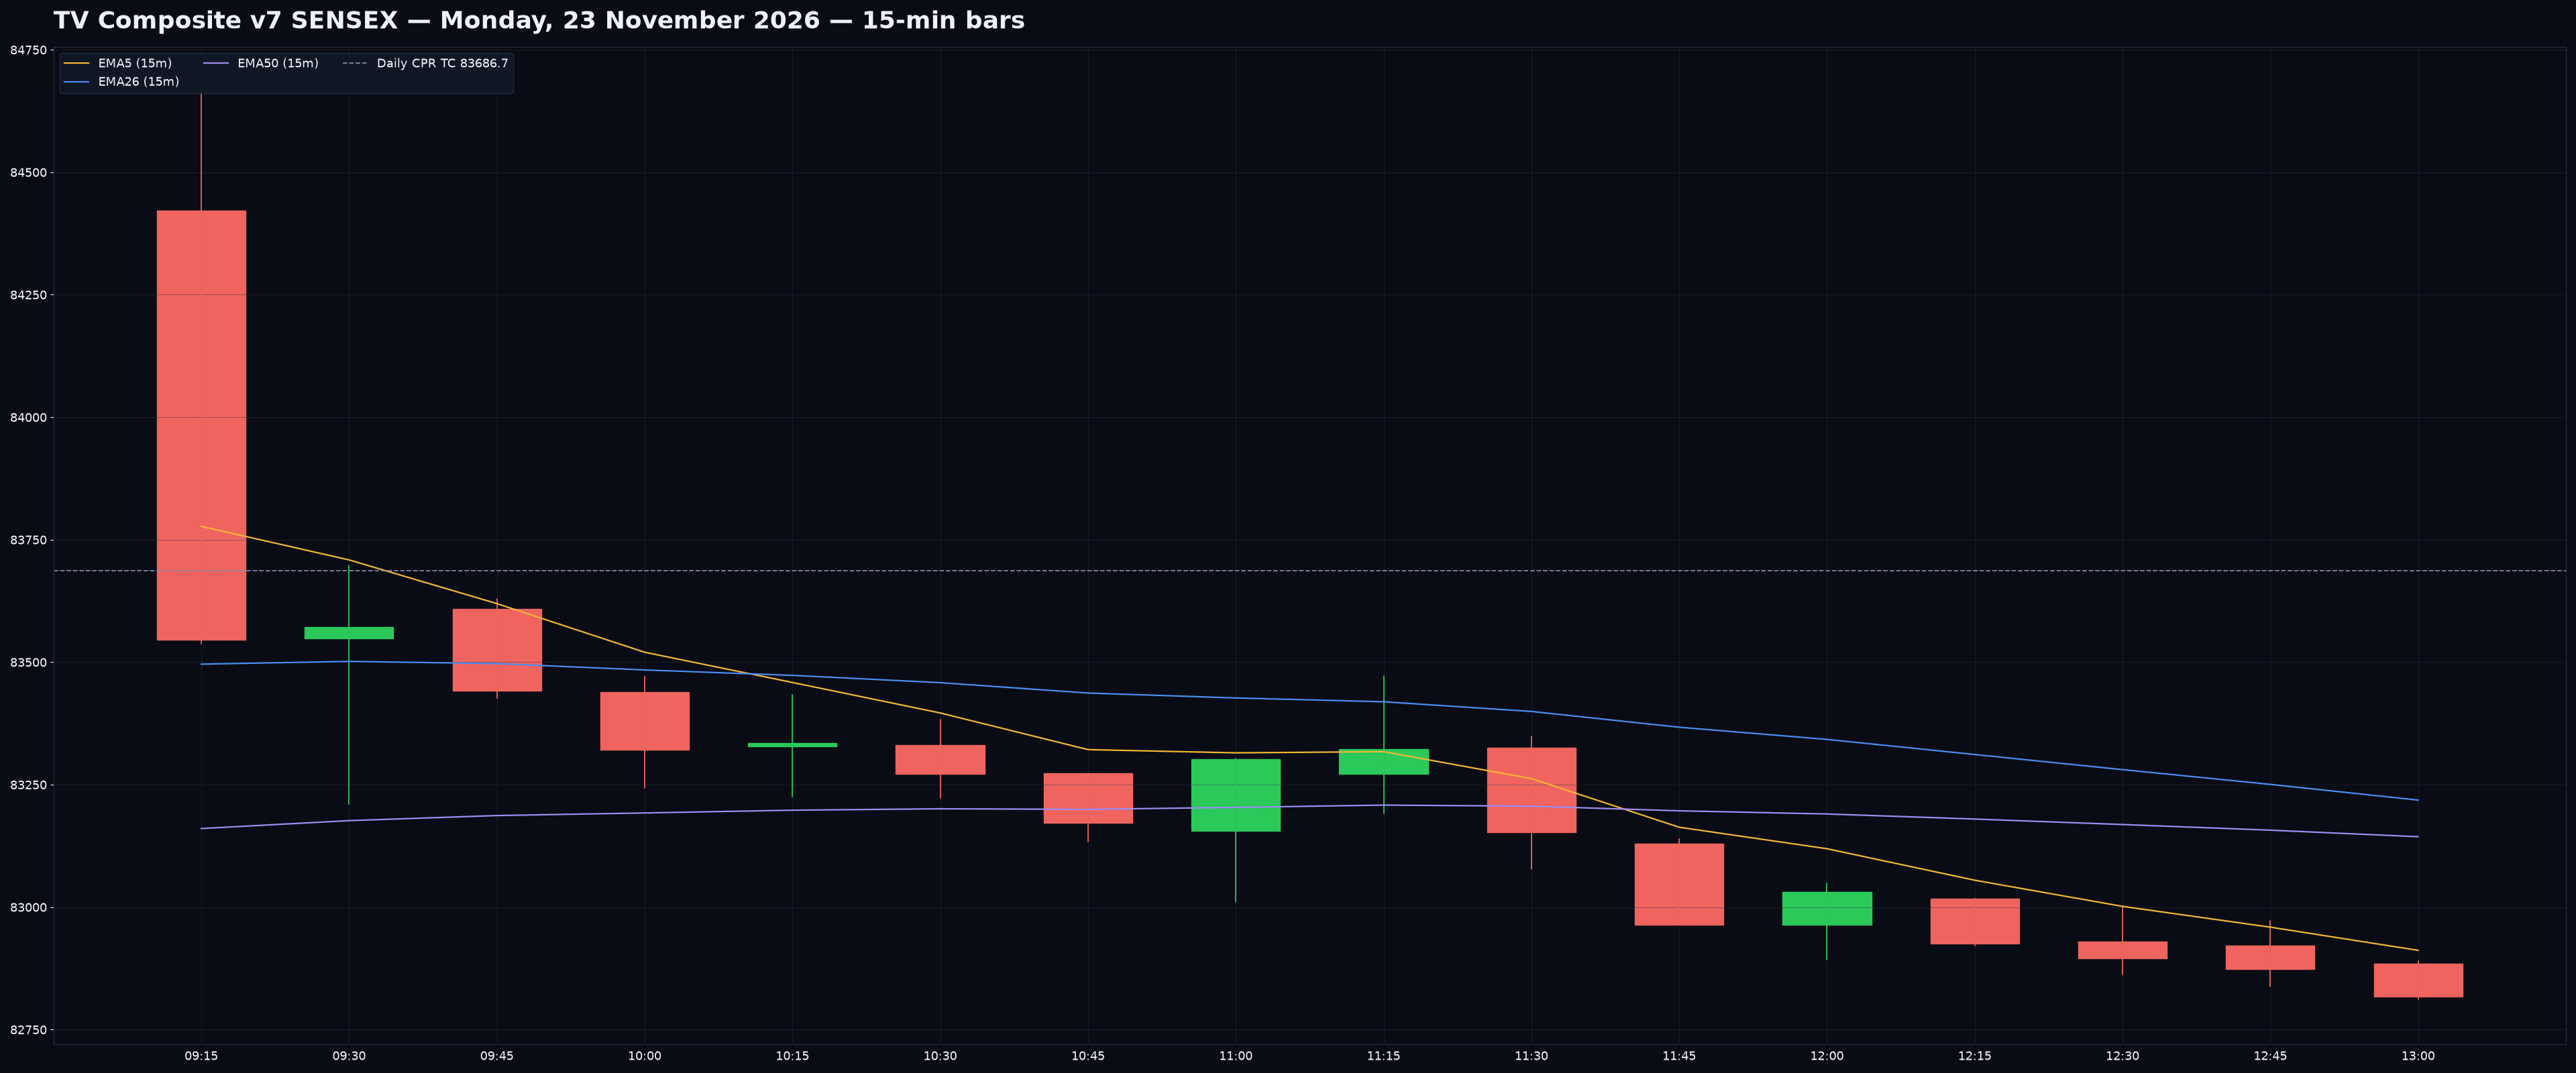 TV Composite v7 SENSEX — Monday, 23 November 2026 — 15-min bars
EMA5 (15m) EMA50 (15m) Daily CPR TC 83686.7
EMA26 (15m)
84750
84500
84250
84000
83750
83500
83250
83000
82750
09:15 09:30 09:45 10:00 10:15 10:30 10:45 11:00 11:15 11:30 11:45 12:00 12:15 12:30 12:45 13:00